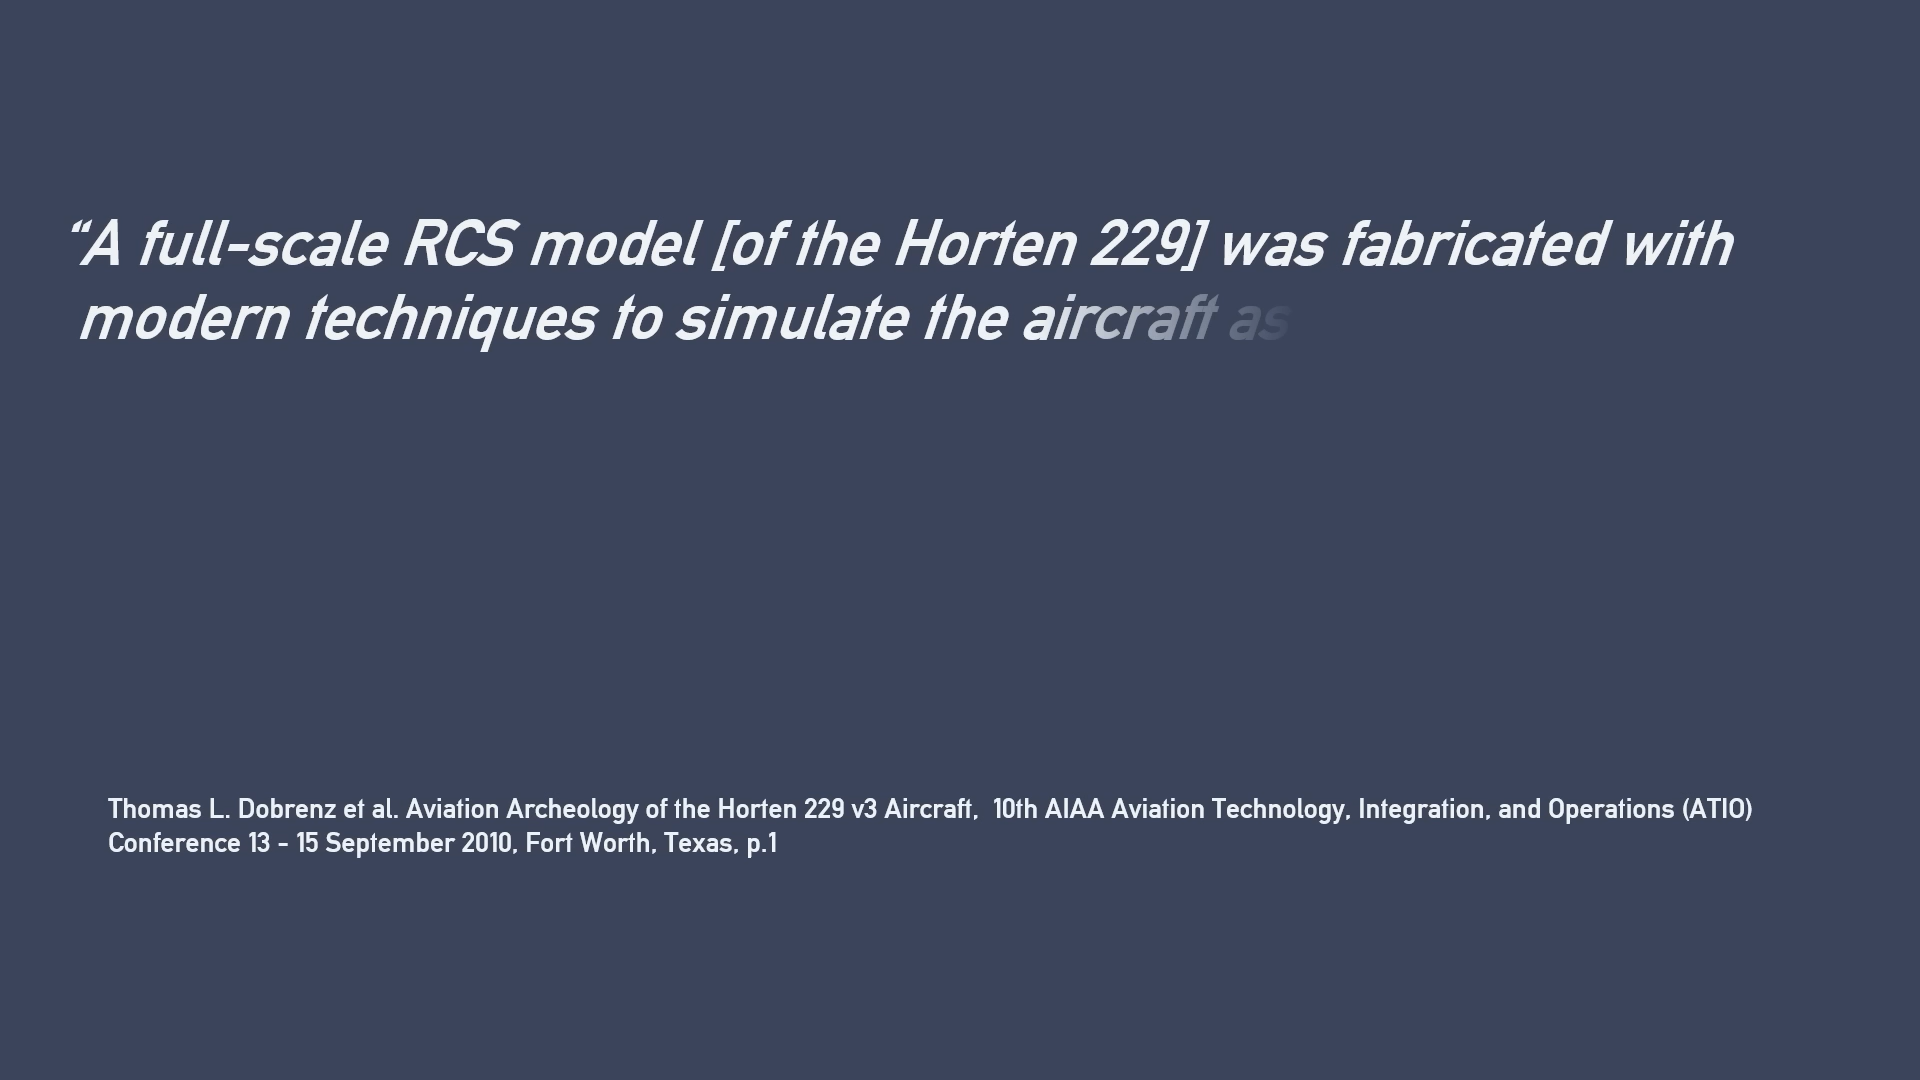 “A full-scale RCS model [of the Horten 229] was fabricated with
modern techniques to simulate the aircraft as
Thomas L. Dobrenz et al. Aviation Archeology of the Horten 229 v3 Aircraft,  10th AIAA Aviation Technology, Integration, and Operations (ATIO)
Conference 13 - 15 September 2010, Fort Worth, Texas, p.1